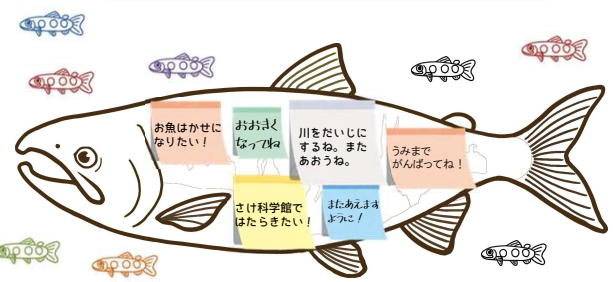 お魚はかせに
なりたい！
おおきく
なってね
川をだいじに
するね。また
あおうね。
うみまで
がんばってね！
さけ科学館で
はたらきたい！
またあえます
ように！